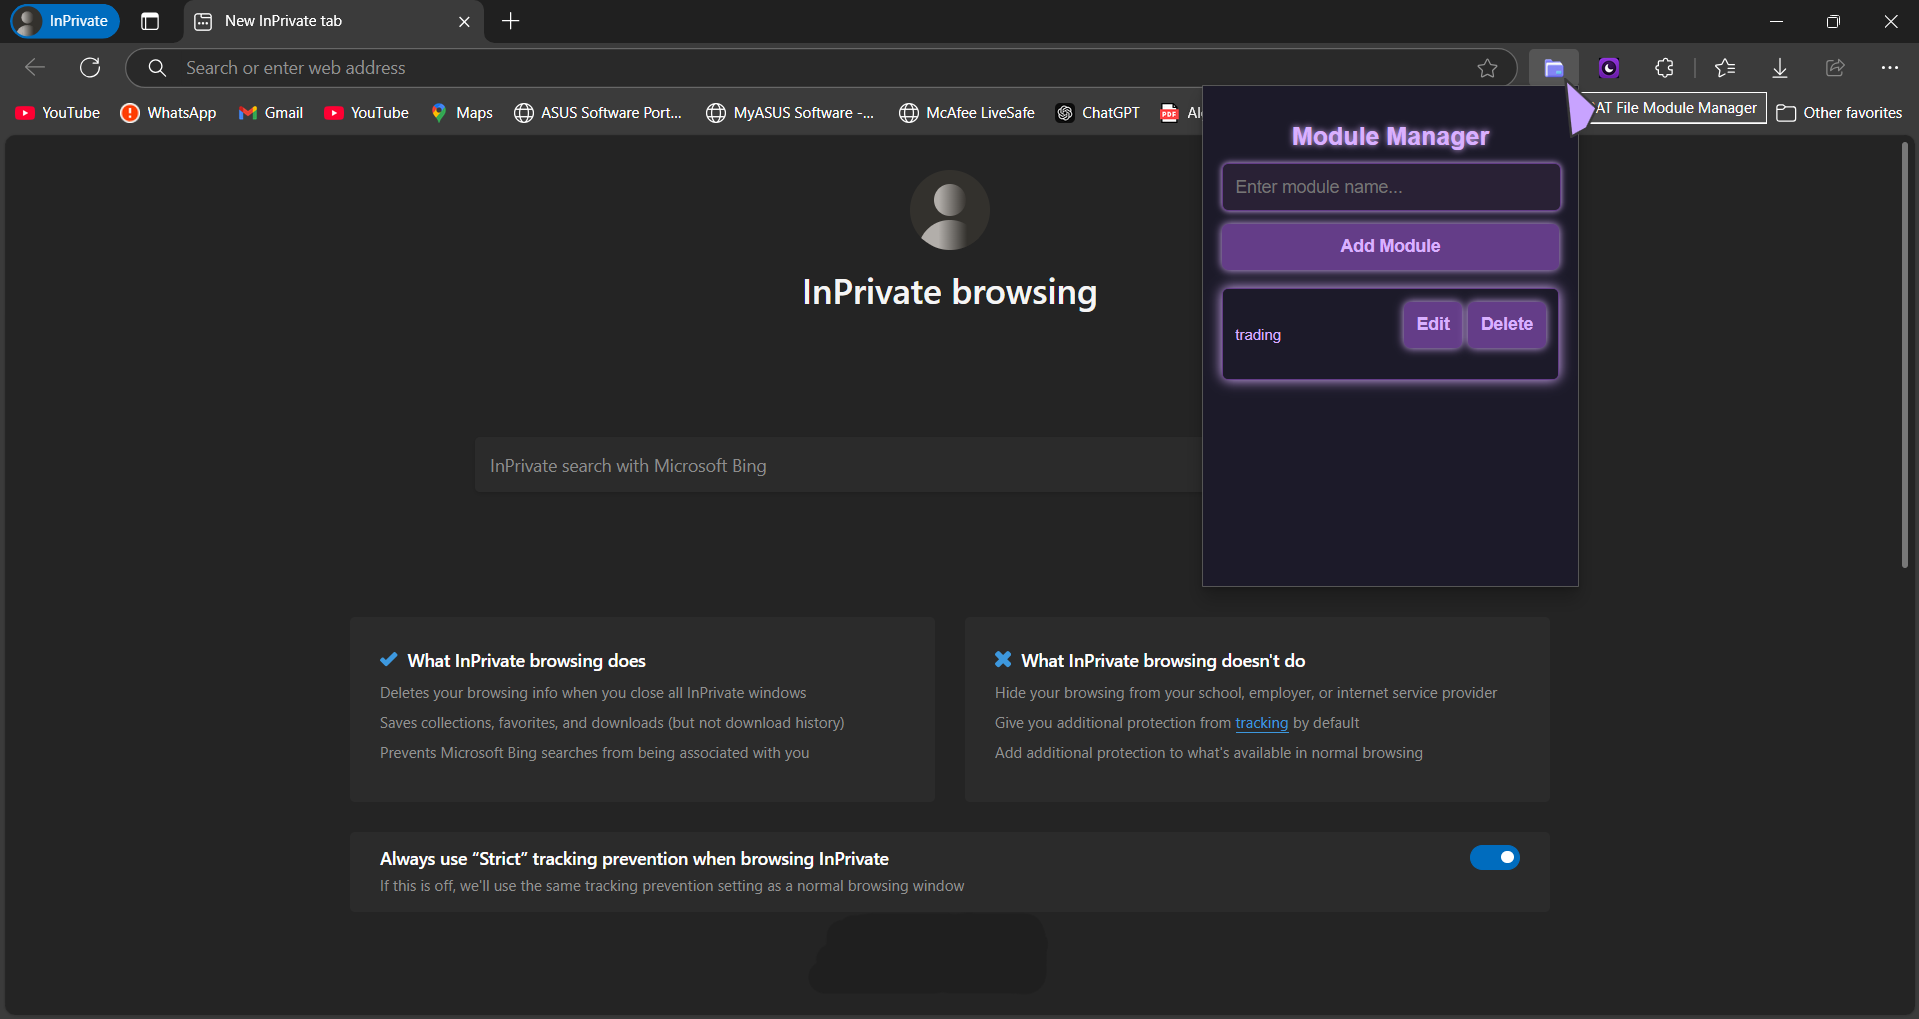 InPrivate
New InPrivate tab
Search or enter web address
YouTube
WhatsApp
Gmail
YouTube
Maps
ASUS Software Port...
MyASUS Software -...
McAfee LiveSafe
ChatGPT
PDF
AT File Module Manager
Other favorites
Module Manager
Enter module name...
Add Module
trading
Edit
Delete
InPrivate browsing
InPrivate search with Microsoft Bing
What InPrivate browsing does
Deletes your browsing info when you close all InPrivate windows
Saves collections, favorites, and downloads (but not download history)
Prevents Microsoft Bing searches from being associated with you
What InPrivate browsing doesn't do
Hide your browsing from your school, employer, or internet service provider
Give you additional protection from tracking by default
Add additional protection to what's available in normal browsing
Always use “Strict” tracking prevention when browsing InPrivate
If this is off, we'll use the same tracking prevention setting as a normal browsing window